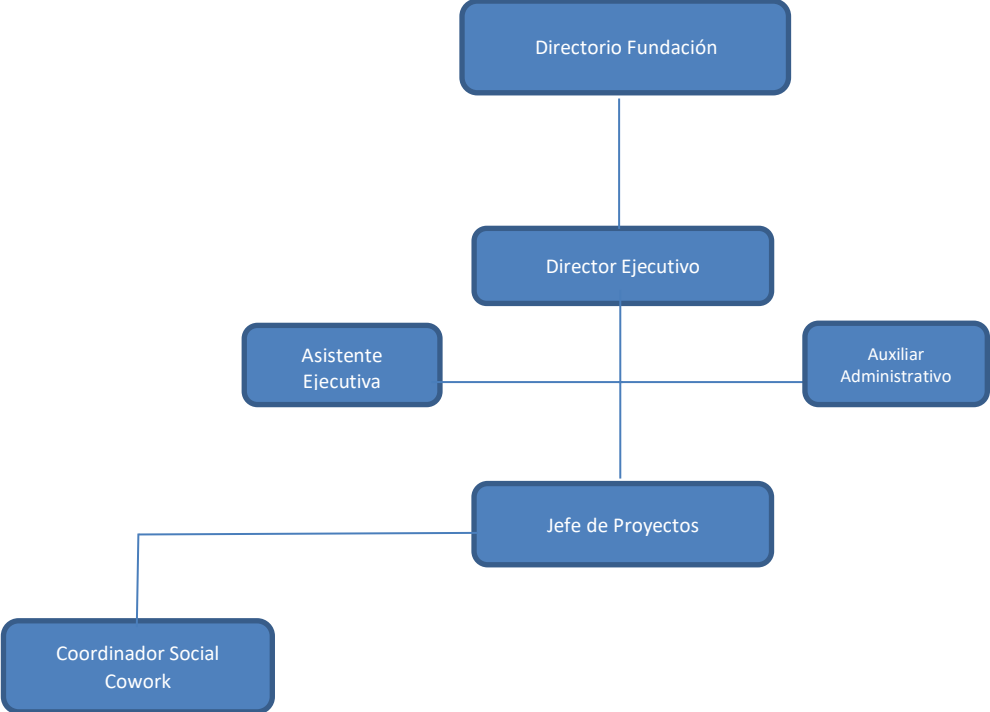 Directorio Fundación
Director Ejecutivo
Asistente
Ejecutiva
Auxiliar
Administrativo
Jefe de Proyectos
Coordinador Social
Cowork